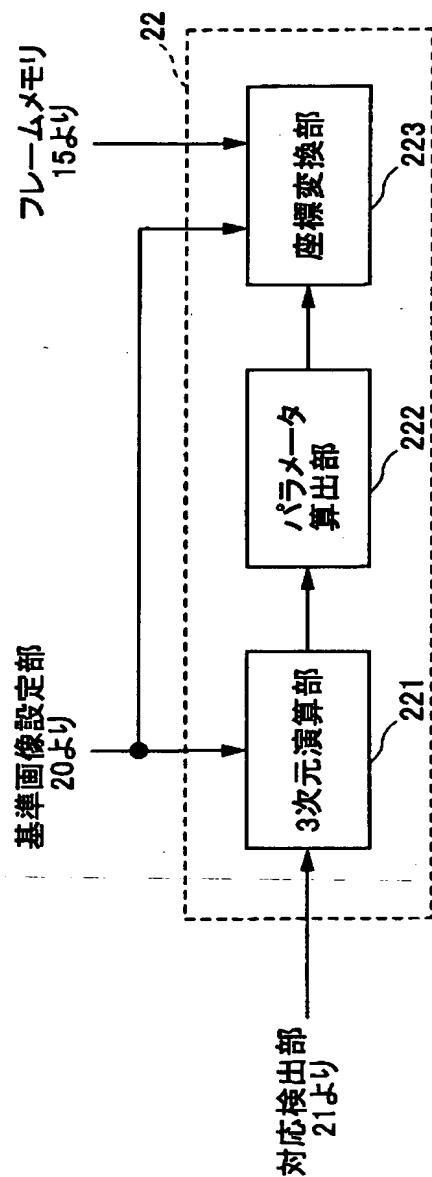 フレームメモリ
15より
22
基準画像設定部
20より
対応検出部
21より
3次元演算部
221
パラメータ
算出部
222
座標変換部
223